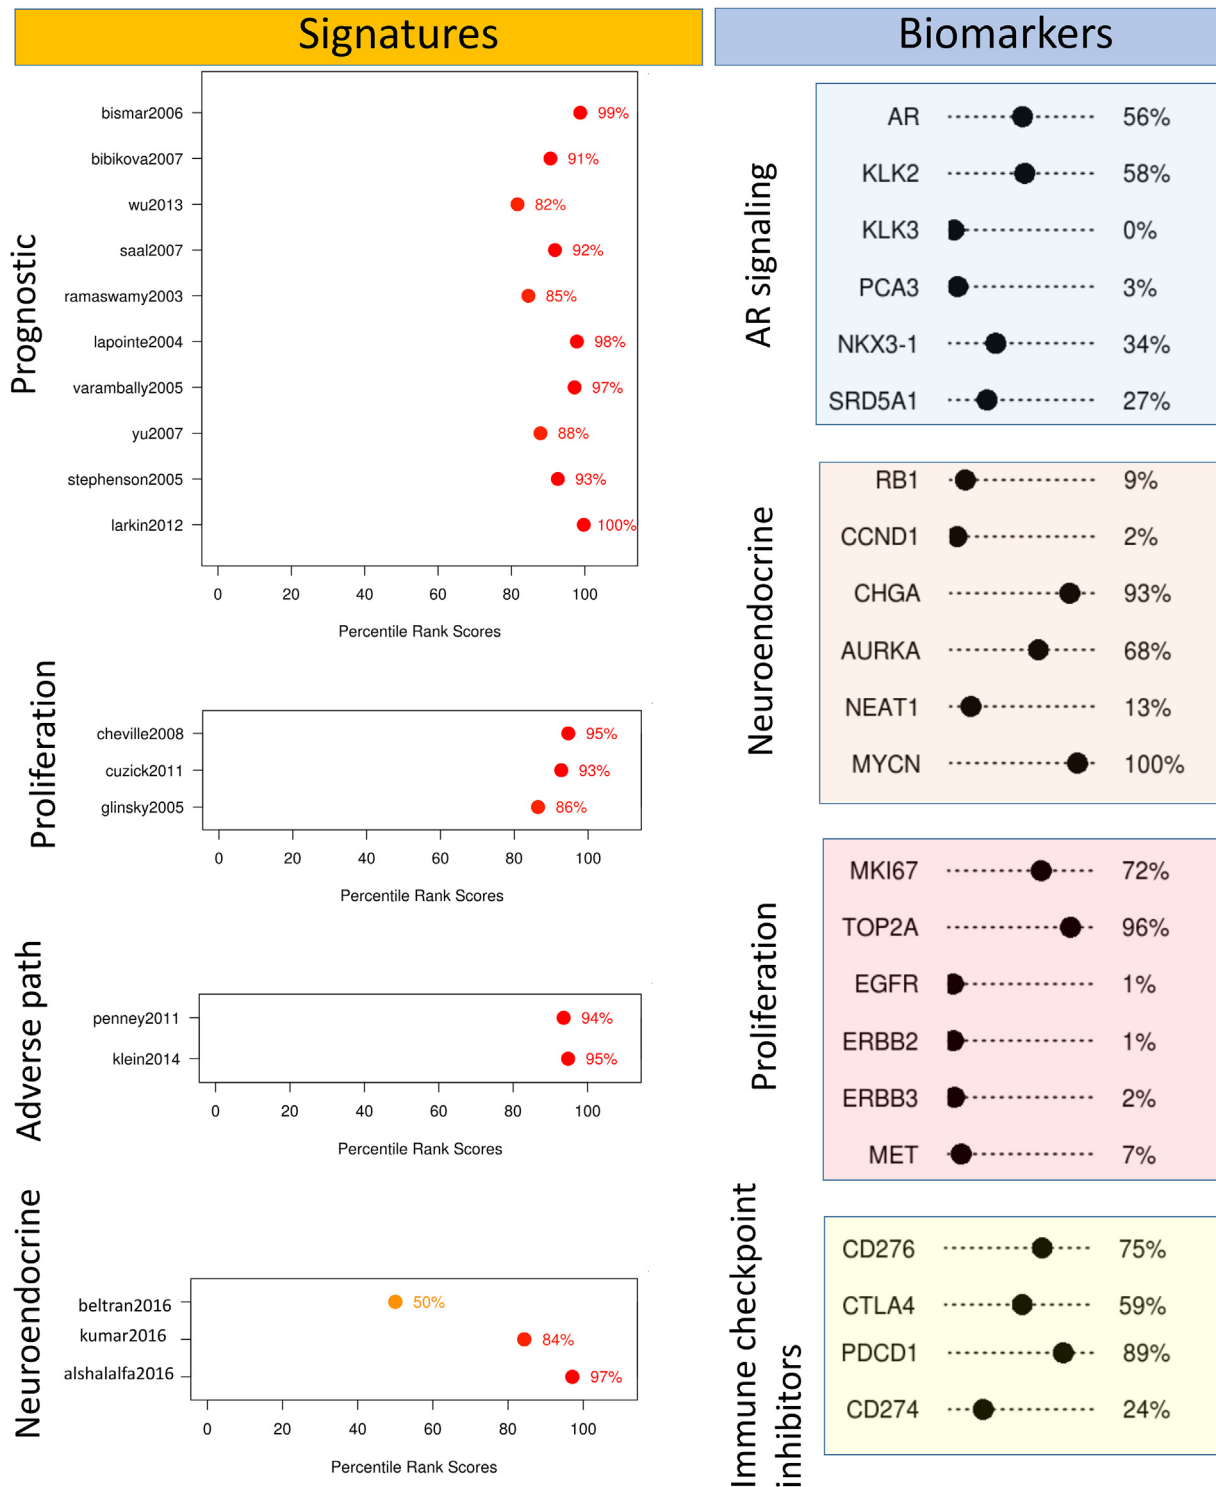 Signatures
Prognostic
bismar2006 99%
bibikova2007 91%
wu2013 82%
saal2007 92%
ramaswamy2003 85%
lapointe2004 98%
varambally2005 97%
yu2007 88%
stephenson2005 93%
larkin2012 100%
0 20 40 60 80 100
Percentile Rank Scores
Proliferation
cheville2008 95%
cuzick2011 93%
glinsky2005 86%
0 20 40 60 80 100
Percentile Rank Scores
Adverse path
penney2011 94%
klein2014 95%
0 20 40 60 80 100
Percentile Rank Scores
Neuroendocrine
beltran2016 50%
kumar2016 84%
alshalalfa2016 97%
0 20 40 60 80 100
Percentile Rank Scores
Biomarkers
AR signaling
AR 56%
KLK2 58%
KLK3 0%
PCA3 3%
NKX3-1 34%
SRD5A1 27%
Neuroendocrine
RB1 9%
CCND1 2%
CHGA 93%
AURKA 68%
NEAT1 13%
MYCN 100%
Proliferation
MKI67 72%
TOP2A 96%
EGFR 1%
ERBB2 1%
ERBB3 2%
MET 7%
Immune checkpoint
inhibitors
CD276 75%
CTLA4 59%
PDCD1 89%
CD274 24%